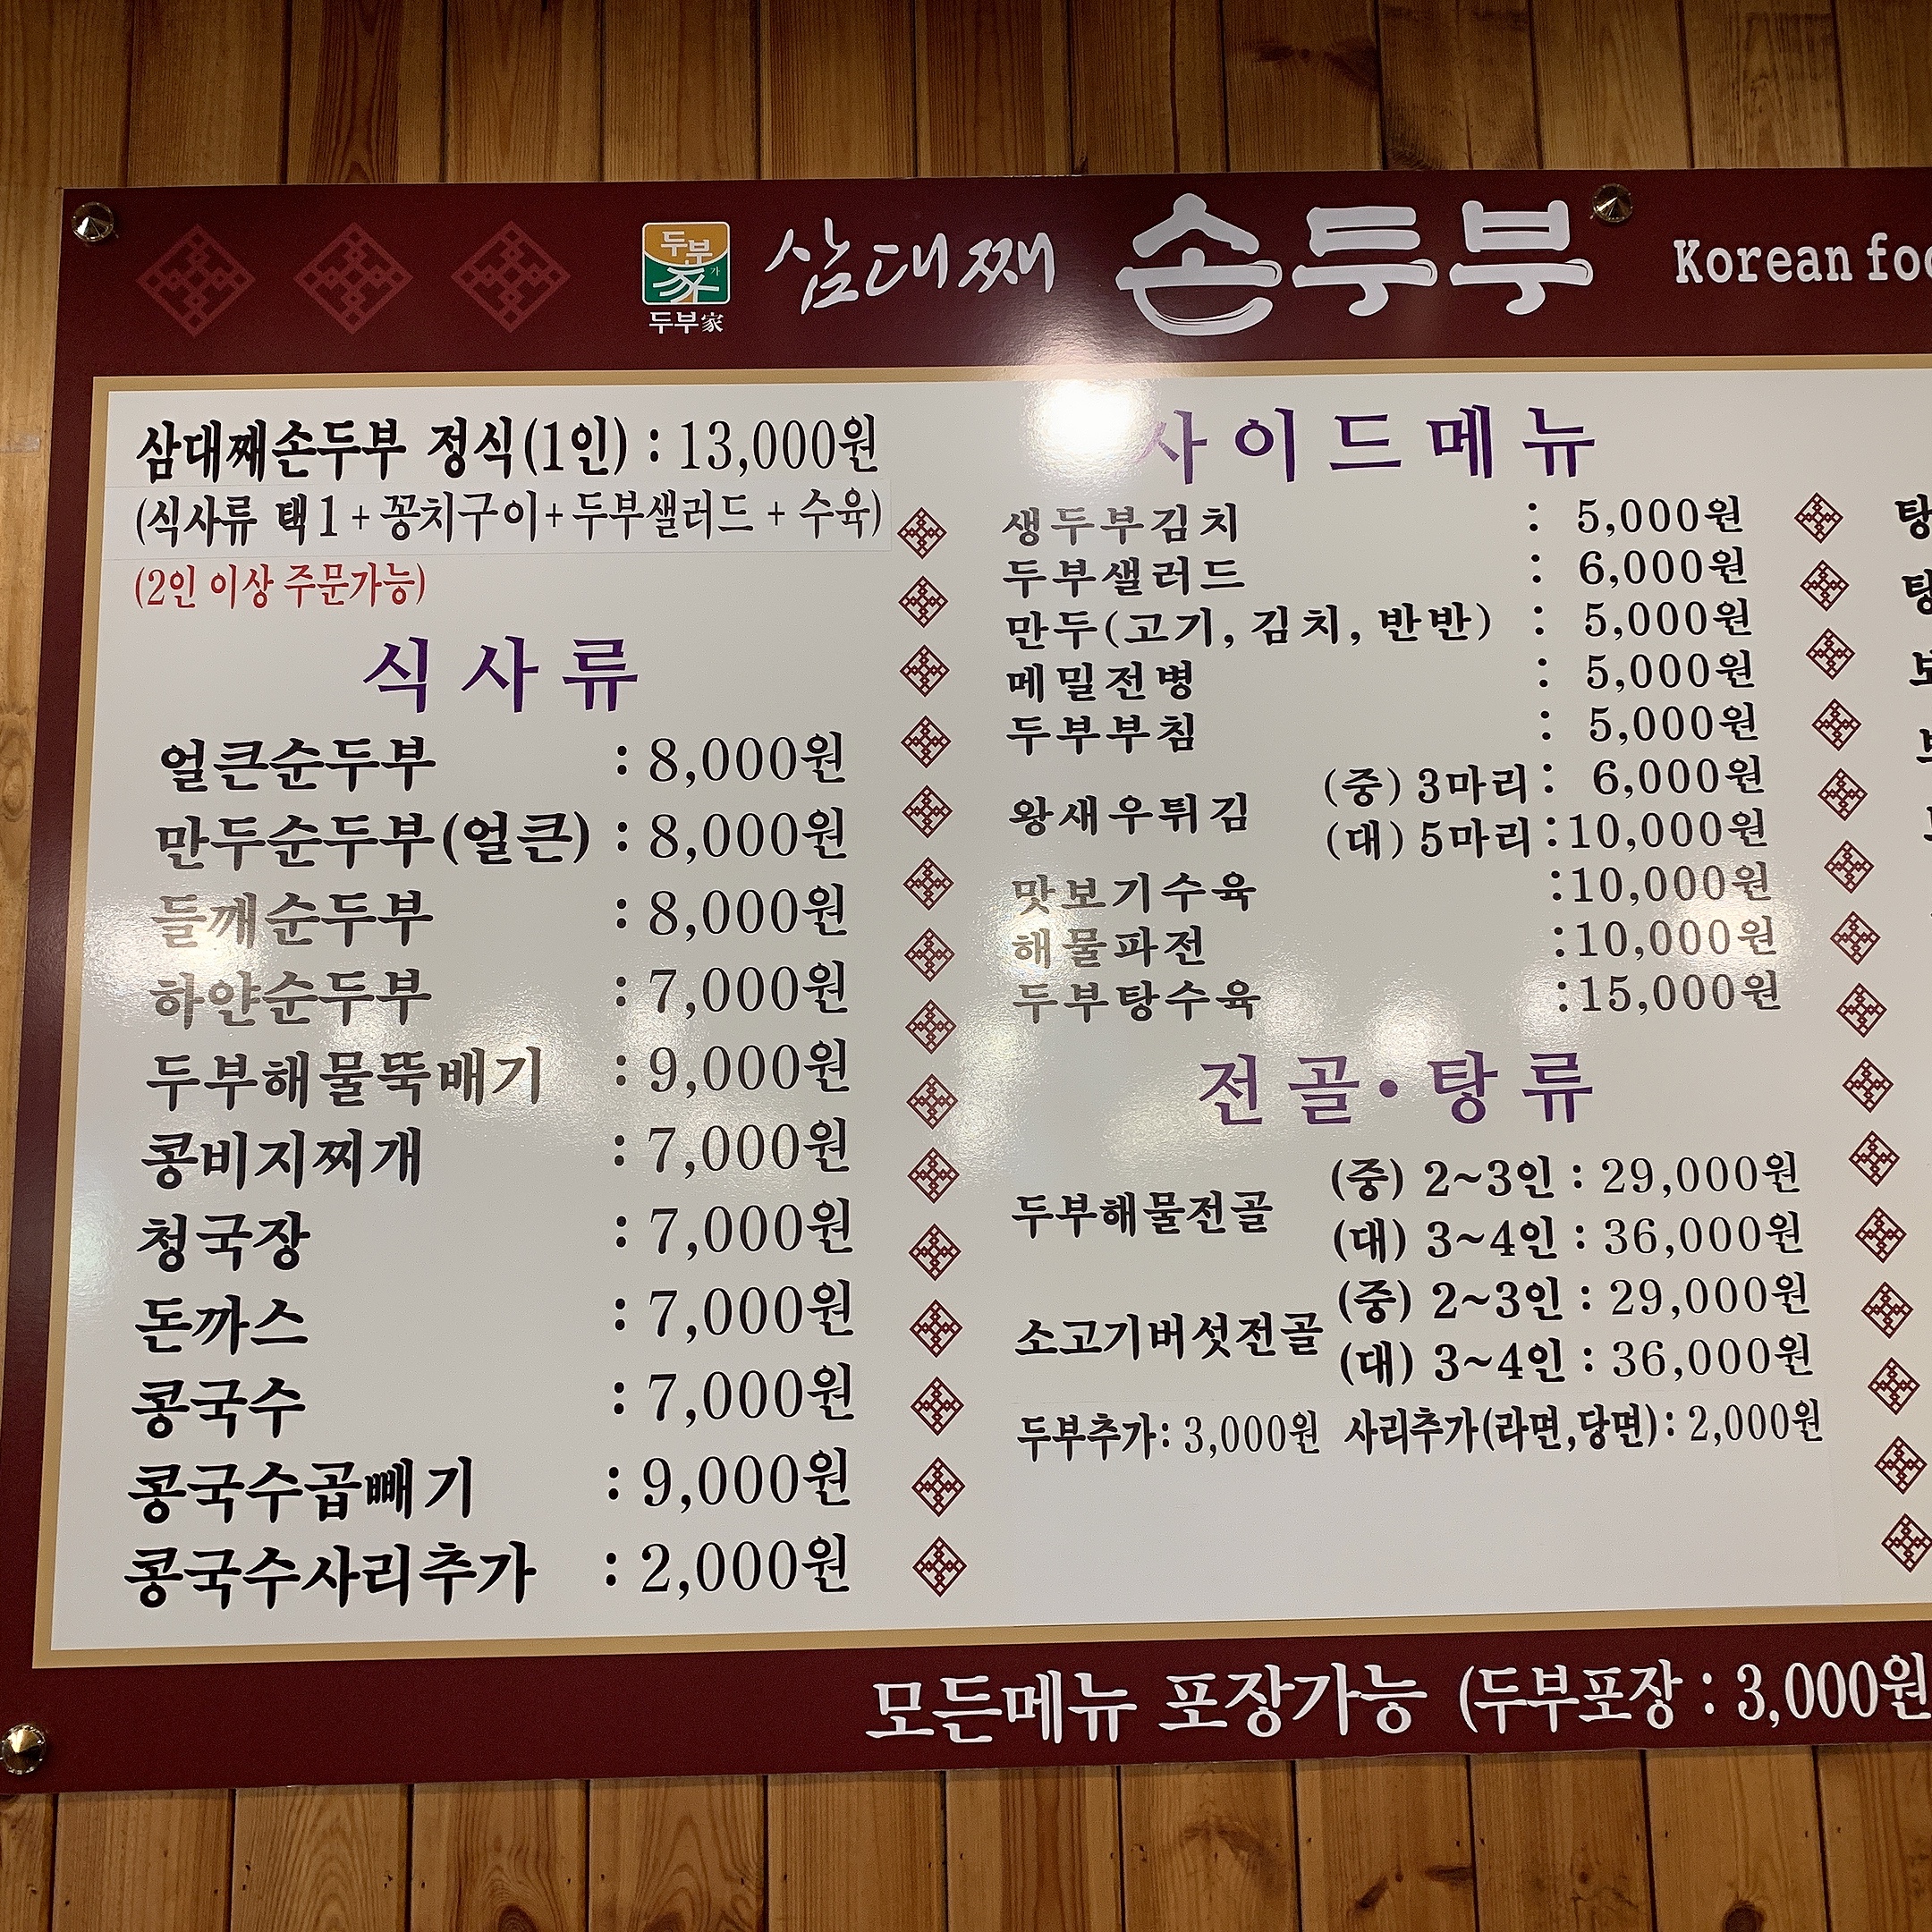 두부
家
가
두부家
삼대째 손두부 Korean foo
삼대째손두부 정식(1인) : 13,000원
(식사류 택1+꽁치구이+두부샐러드 + 수육)
(2인 이상 주문가능)
식사류
얼큰순두부 : 8,000원
만두순두부(얼큰) : 8,000원
들깨순두부 : 8,000원
하얀순두부 : 7,000원
두부해물뚝배기 : 9,000원
콩비지찌개 : 7,000원
청국장 : 7,000원
돈까스 : 7,000원
콩국수 : 7,000원
콩국수곱빼기 : 9,000원
콩국수사리추가 : 2,000원
사이드메뉴
생두부김치 : 5,000원
두부샐러드 : 6,000원
만두(고기, 김치, 반반) : 5,000원
메밀전병 : 5,000원
두부부침 : 5,000원
왕새우튀김 (중) 3마리 : 6,000원
(대) 5마리 : 10,000원
맛보기수육 : 10,000원
해물파전 : 10,000원
두부탕수육 : 15,000원
전골·탕류
두부해물전골 (중) 2~3인 : 29,000원
(대) 3~4인 : 36,000원
소고기버섯전골 (중) 2~3인 : 29,000원
(대) 3~4인 : 36,000원
두부추가: 3,000원 사리추가(라면,당면): 2,000원
탕
탕
모든메뉴 포장가능 (두부포장 : 3,000원